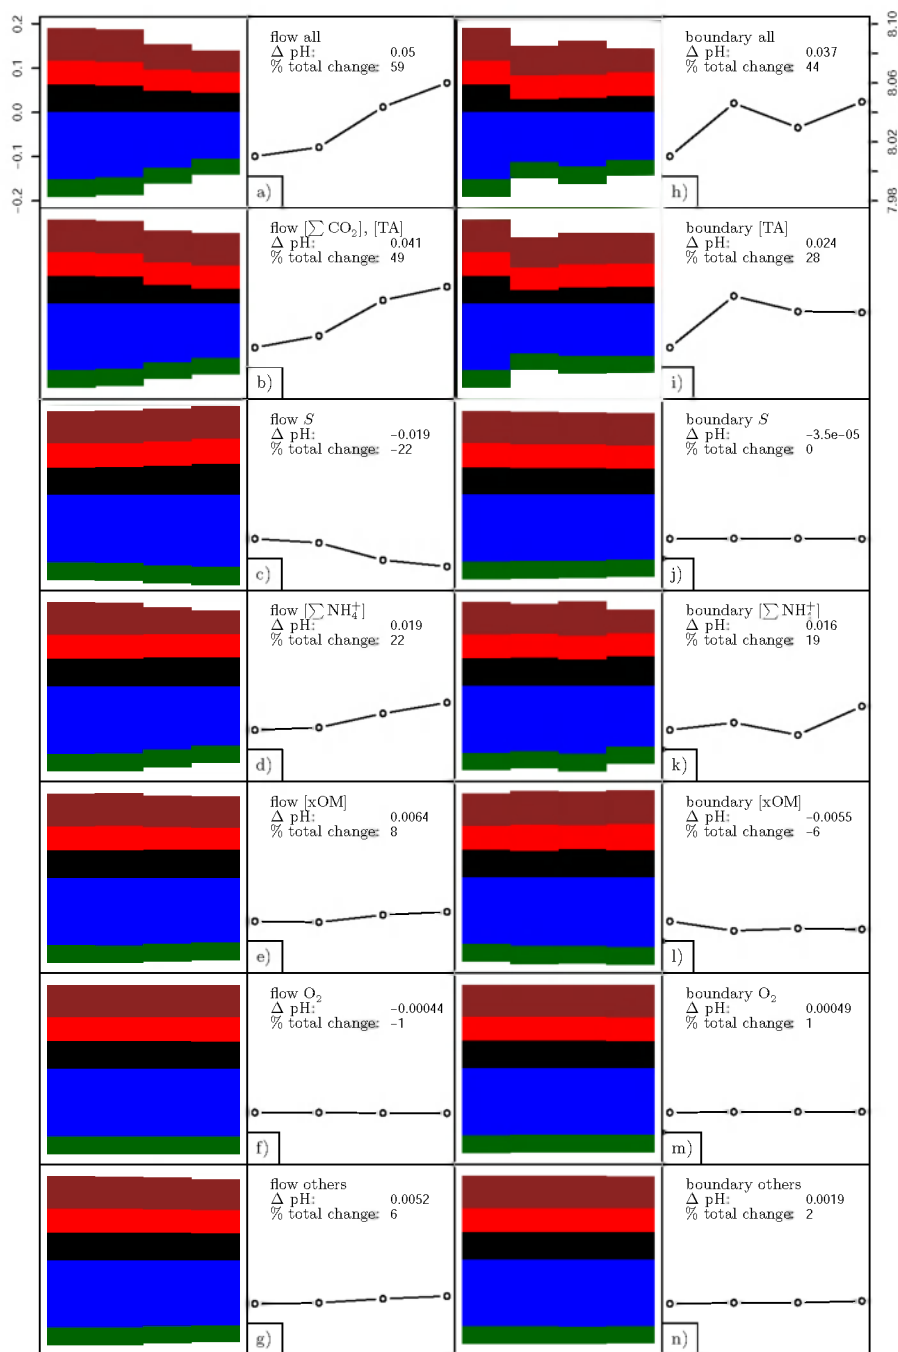 0.2
0.1
0.0
−0.1
−0.2
flow all
Δ pH: 0.05
% total change: 59
a)
boundary all
Δ pH: 0.037
% total change: 44
h)
8.10
8.06
8.02
7.98
flow [∑ CO₂], [TA]
Δ pH: 0.041
% total change: 49
b)
boundary [TA]
Δ pH: 0.024
% total change: 28
i)
flow S
Δ pH: −0.019
% total change: −22
c)
boundary S
Δ pH: −3.5e−05
% total change: 0
j)
flow [∑ NH₄⁺]
Δ pH: 0.019
% total change: 22
d)
boundary [∑ NH₄⁺]
Δ pH: 0.016
% total change: 19
k)
flow [xOM]
Δ pH: 0.0064
% total change: 8
e)
boundary [xOM]
Δ pH: −0.0055
% total change: −6
l)
flow O₂
Δ pH: −0.00044
% total change: −1
f)
boundary O₂
Δ pH: 0.00049
% total change: 1
m)
flow others
Δ pH: 0.0052
% total change: 6
g)
boundary others
Δ pH: 0.0019
% total change: 2
n)